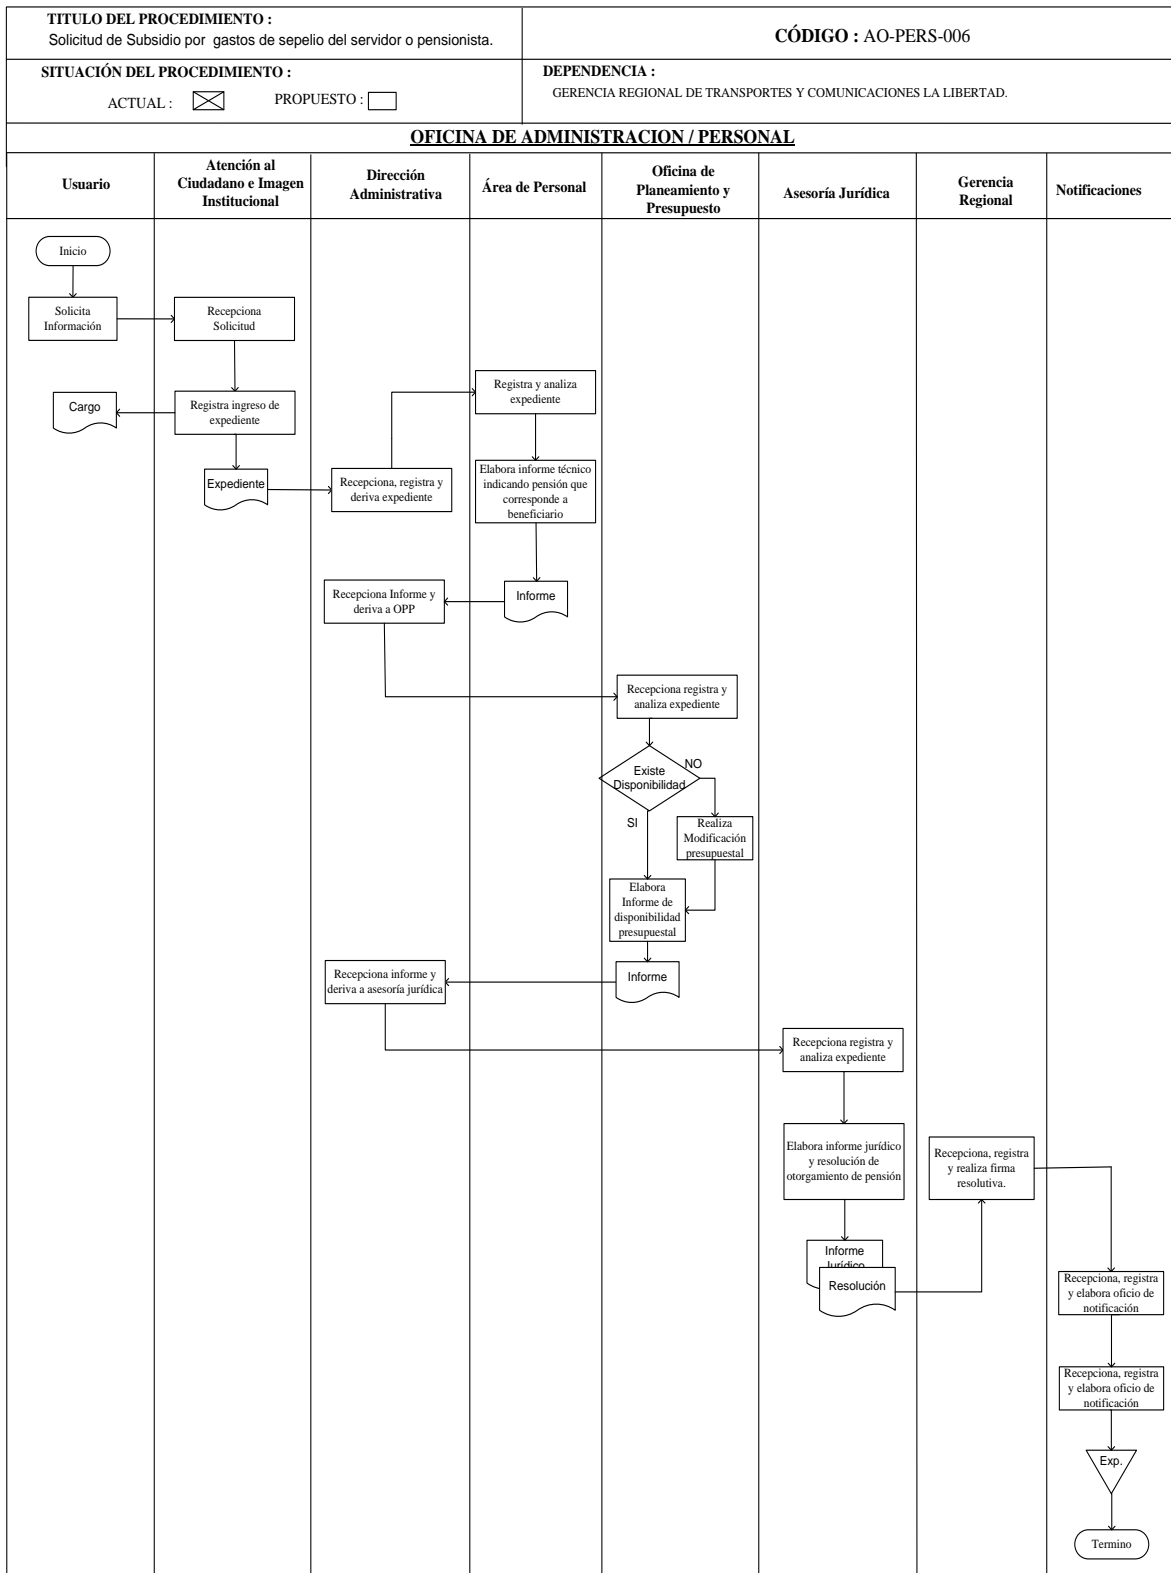 TITULO DEL PROCEDIMIENTO :
Solicitud de Subsidio por gastos de sepelio del servidor o pensionista.
CÓDIGO : AO-PERS-006
SITUACIÓN DEL PROCEDIMIENTO :
ACTUAL :
PROPUESTO :
DEPENDENCIA :
GERENCIA REGIONAL DE TRANSPORTES Y COMUNICACIONES LA LIBERTAD.
OFICINA DE ADMINISTRACION / PERSONAL
Usuario
Atención al
Ciudadano e Imagen
Institucional
Dirección
Administrativa
Área de Personal
Oficina de
Planeamiento y
Presupuesto
Asesoría Jurídica
Gerencia
Regional
Notificaciones
Inicio
Solicita
Información
Recepciona
Solicitud
Cargo
Registra ingreso de
expediente
Expediente
Recepciona, registra y
deriva expediente
Registra y analiza
expediente
Elabora informe técnico
indicando pensión que
corresponde a
beneficiario
Informe
Recepciona Informe y
deriva a OPP
Recepciona registra y
analiza expediente
Existe
Disponibilidad
NO
SI
Realiza
Modificación
presupuestal
Elabora
Informe de
disponibilidad
presupuestal
Informe
Recepciona informe y
deriva a asesoría jurídica
Recepciona registra y
analiza expediente
Elabora informe jurídico
y resolución de
otorgamiento de pensión
Informe
Jurídico
Resolución
Recepciona, registra
y realiza firma
resolutiva.
Recepciona, registra
y elabora oficio de
notificación
Recepciona, registra
y elabora oficio de
notificación
Exp.
Termino